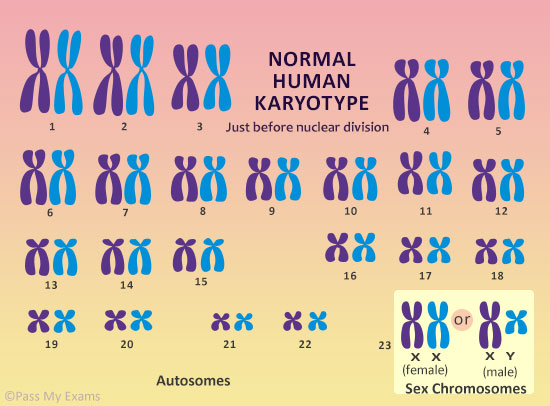 NORMAL
HUMAN
KARYOTYPE
Just before nuclear division
1 2 3 4 5
6 7 8 9 10 11 12
13 14 15 16 17 18
19 20 21 22 23
or
X X X Y
(female) (male)
Sex Chromosomes
Autosomes
©Pass My Exams